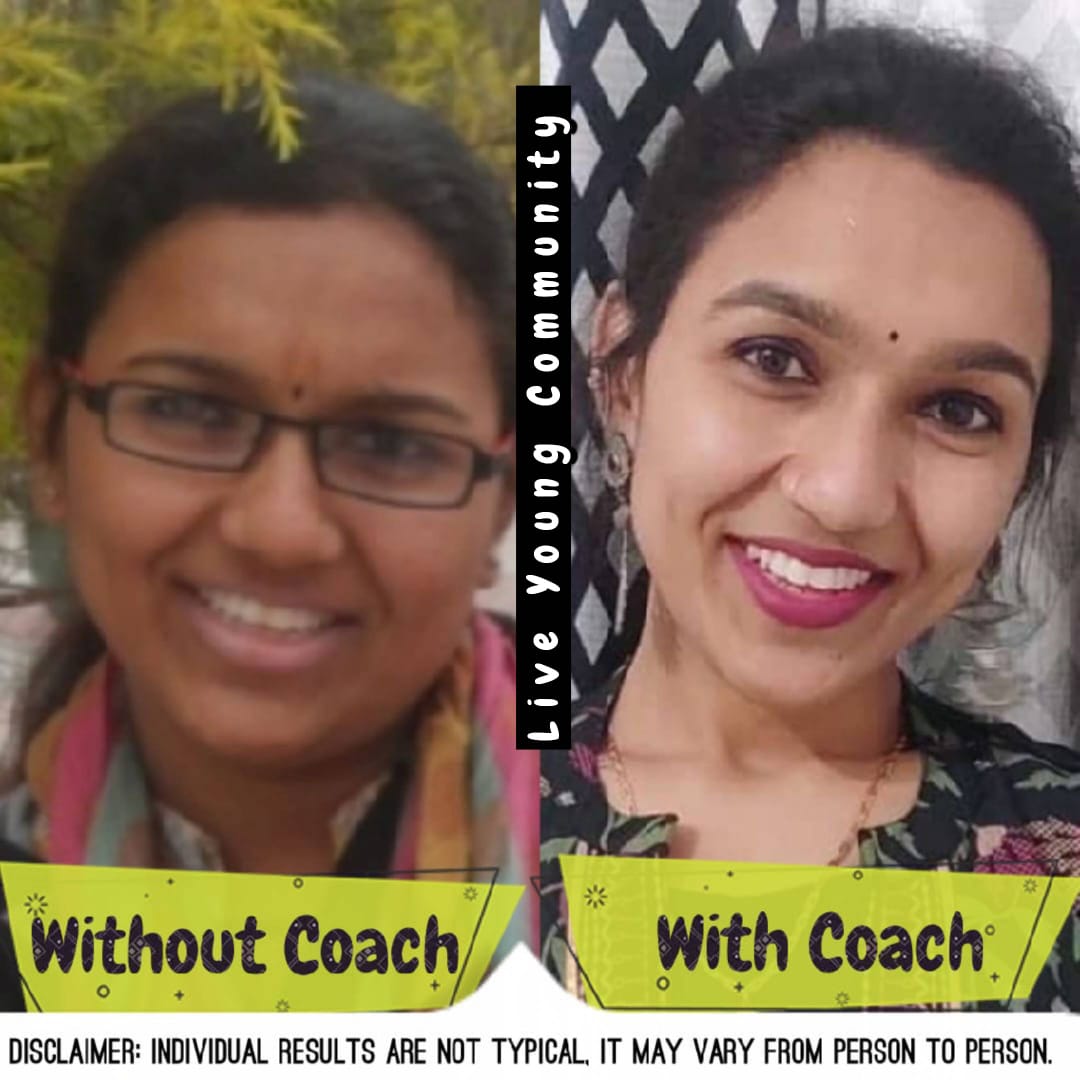 Live Young Community
Without Coach
With Coach
DISCLAIMER: INDIVIDUAL RESULTS ARE NOT TYPICAL, IT MAY VARY FROM PERSON TO PERSON.